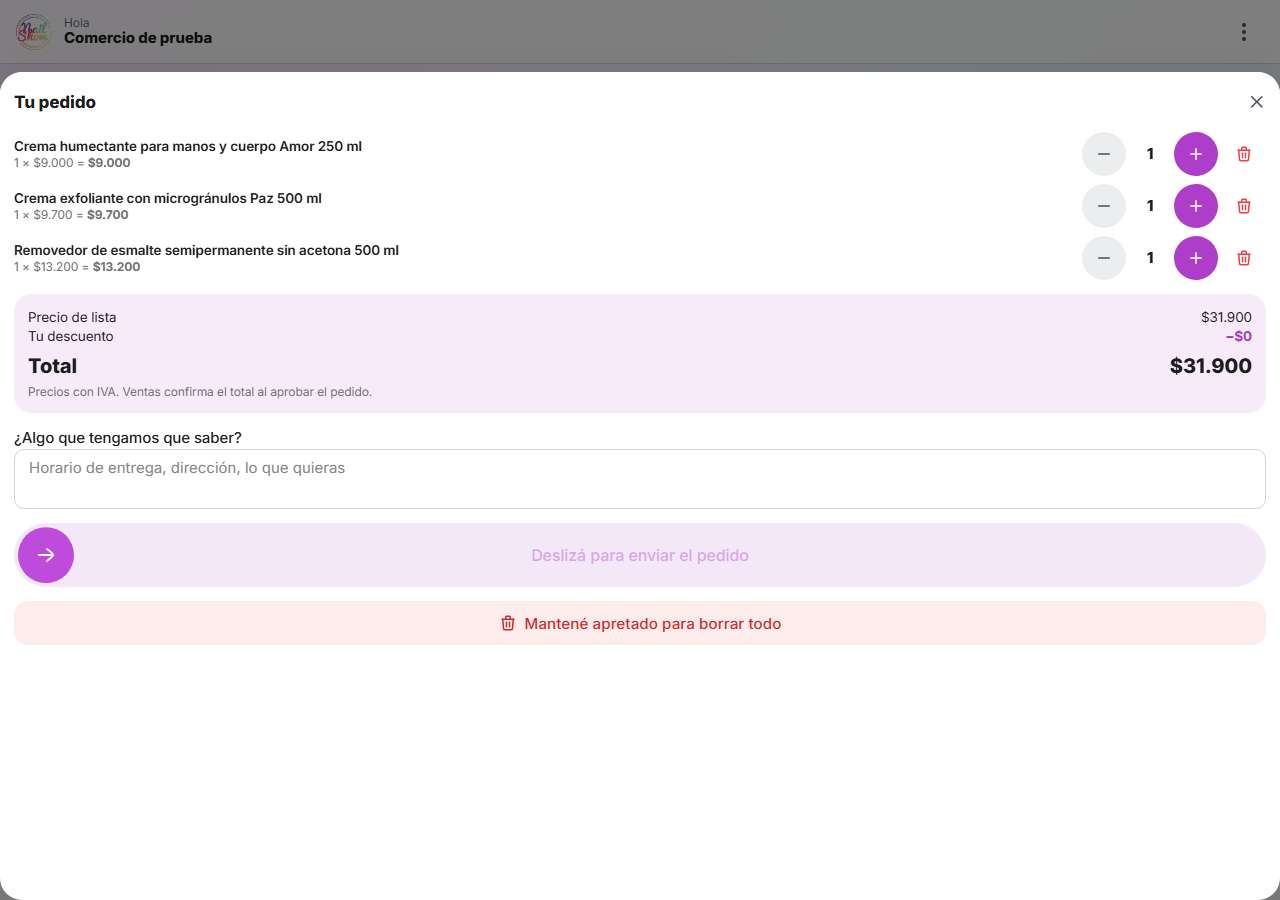 Nail Show
Hola
Comercio de prueba
Tu pedido
Crema humectante para manos y cuerpo Amor 250 ml
1 × $9.000 = $9.000
1
Crema exfoliante con microgránulos Paz 500 ml
1 × $9.700 = $9.700
1
Removedor de esmalte semipermanente sin acetona 500 ml
1 × $13.200 = $13.200
1
Precio de lista $31.900
Tu descuento −$0
Total $31.900
Precios con IVA. Ventas confirma el total al aprobar el pedido.
¿Algo que tengamos que saber?
Horario de entrega, dirección, lo que quieras
Deslizá para enviar el pedido
Mantené apretado para borrar todo